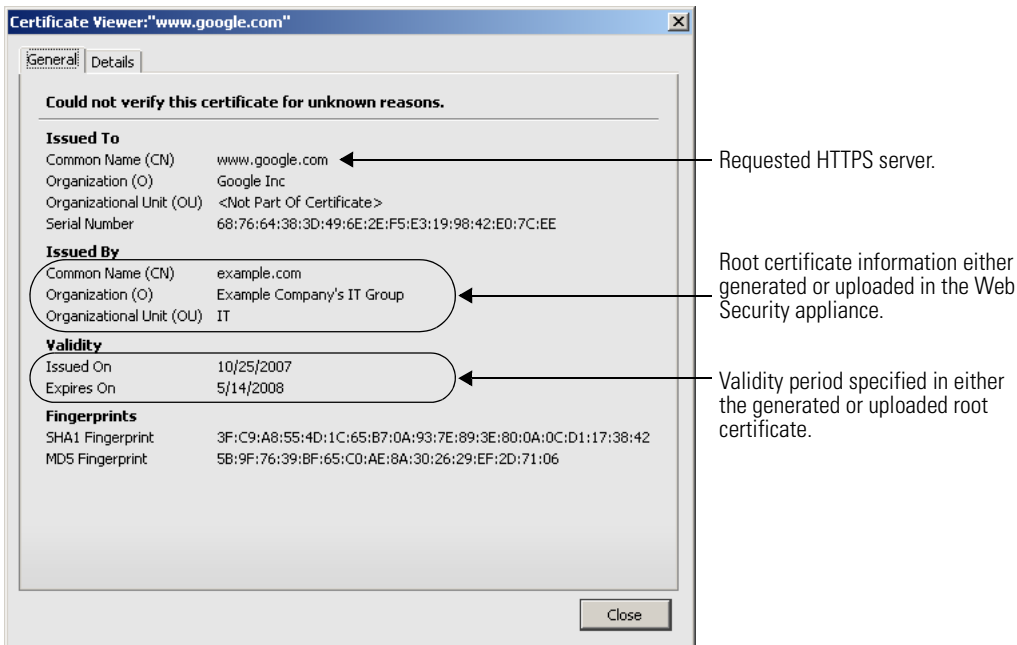 Certificate Viewer:"www.google.com"
General Details
Could not verify this certificate for unknown reasons.
Issued To
Common Name (CN) www.google.com
Organization (O) Google Inc
Organizational Unit (OU) <Not Part Of Certificate>
Serial Number 68:76:64:38:3D:49:6E:2E:F5:E3:19:98:42:E0:7C:EE
Issued By
Common Name (CN) example.com
Organization (O) Example Company's IT Group
Organizational Unit (OU) IT
Validity
Issued On 10/25/2007
Expires On 5/14/2008
Fingerprints
SHA1 Fingerprint 3F:C9:A8:55:4D:1C:65:B7:0A:93:7E:89:3E:80:0A:0C:D1:17:38:42
MD5 Fingerprint 5B:9F:76:39:BF:65:C0:AE:8A:30:26:29:EF:2D:71:06
Close
Requested HTTPS server.
Root certificate information either
generated or uploaded in the Web
Security appliance.
Validity period specified in either
the generated or uploaded root
certificate.